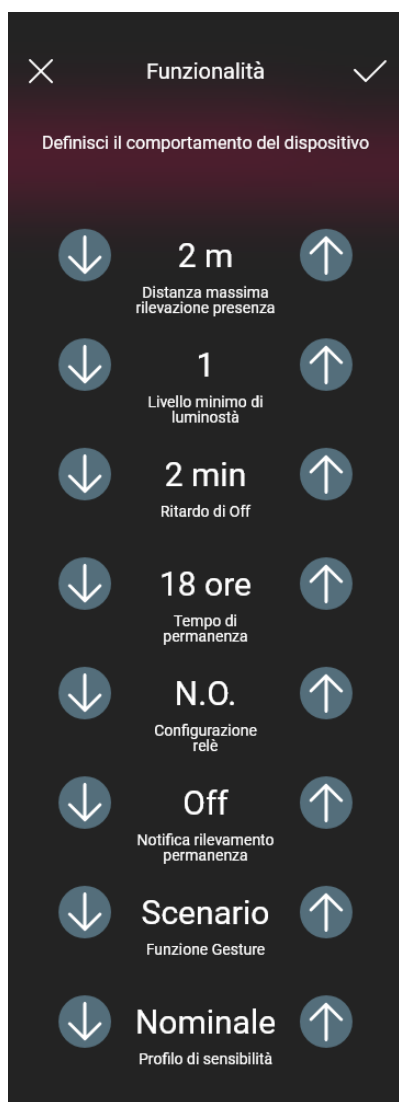 Funzionalità
Definisci il comportamento del dispositivo
2 m
Distanza massima
rilevazione presenza
1
Livello minimo di
luminostà
2 min
Ritardo di Off
18 ore
Tempo di
permanenza
N.O.
Configurazione
relè
Off
Notifica rilevamento
permanenza
Scenario
Funzione Gesture
Nominale
Profilo di sensibilità